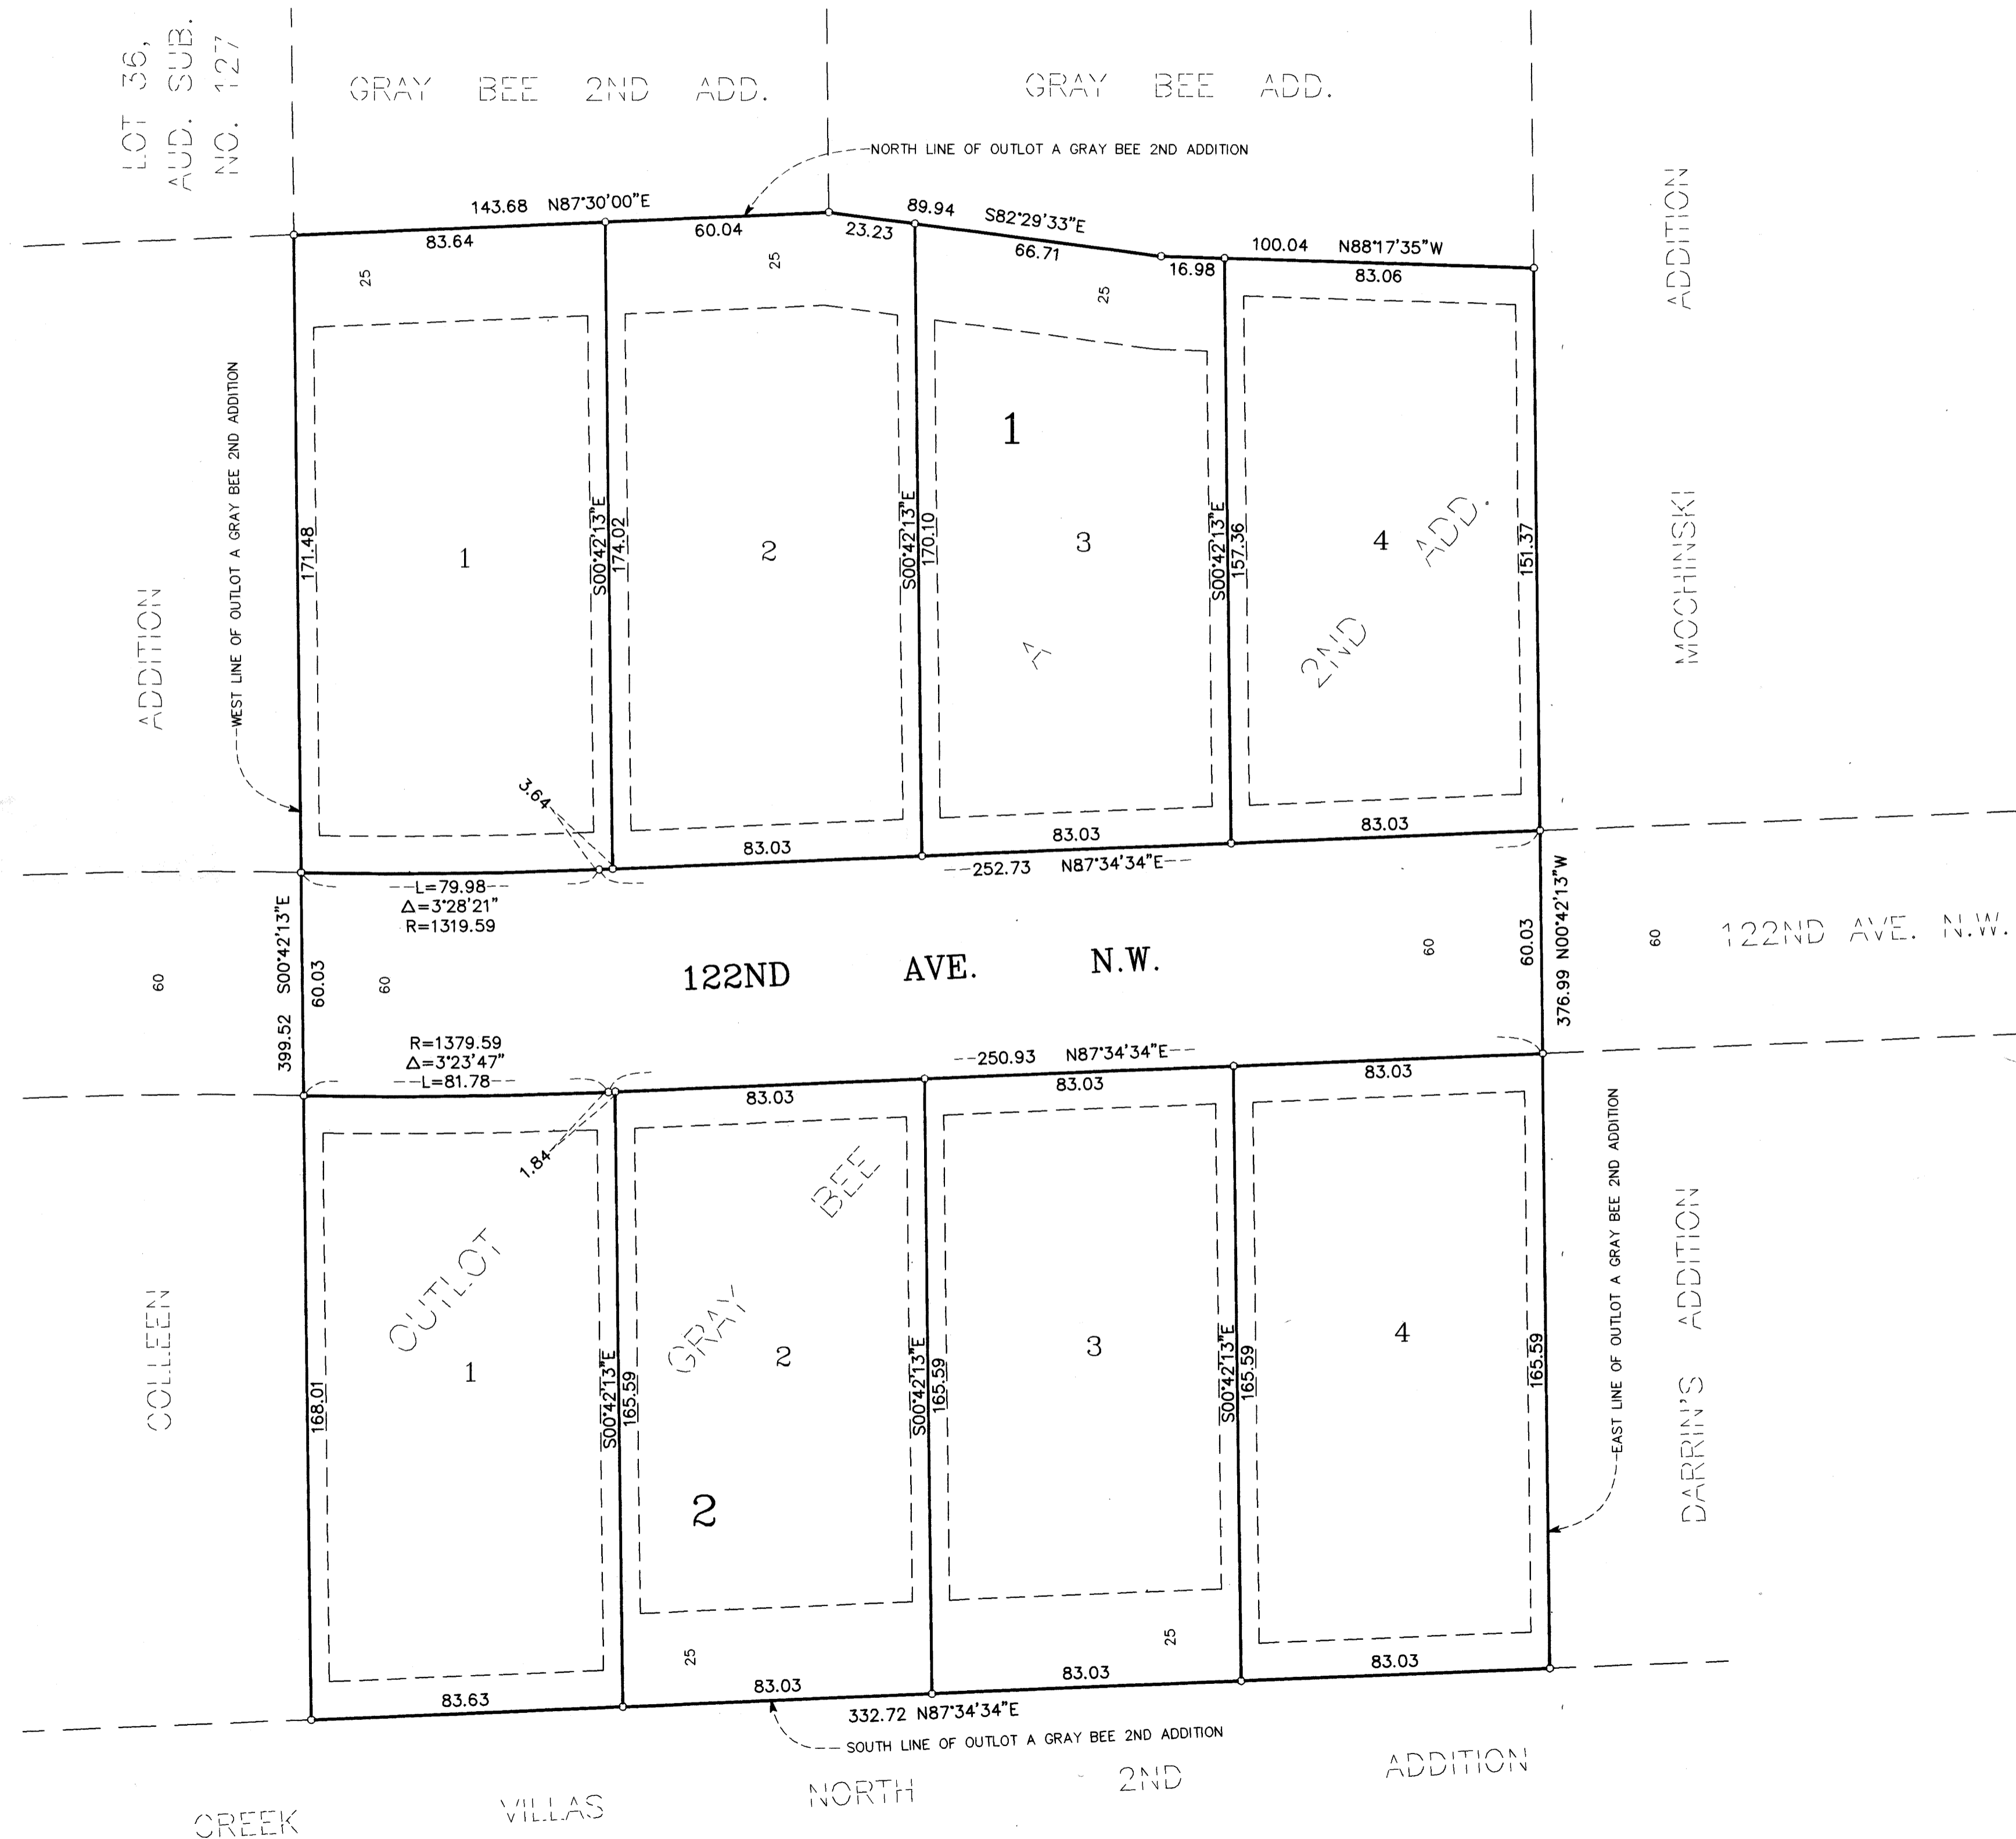 LOT 36,
AUD. SUB.
NO. 127
GRAY BEE 2ND ADD.
GRAY BEE ADD.
NORTH LINE OF OUTLOT A GRAY BEE 2ND ADDITION
143.68 N87°30'00"E
83.64
60.04
89.94 S82°29'33"E
23.23
66.71
100.04 N88°17'35"W
16.98
83.06
25
25
25
MOCHINSKI ADDITION
WEST LINE OF OUTLOT A GRAY BEE 2ND ADDITION
171.48
1
S00°42'13"E
174.02
2
S00°42'13"E
170.10
1
3
A
S00°42'13"E
157.36
4
2ND ADD.
151.37
3.64
83.03
83.03
83.03
252.73 N87°34'34"E
L=79.98
Δ=3°28'21"
R=1319.59
399.52 S00°42'13"E
60.03
60
60
122ND AVE. N.W.
60
60.03
376.99 N00°42'13"W
60
122ND AVE. N.W.
R=1379.59
Δ=3°23'47"
L=81.78
250.93 N87°34'34"E
83.03
83.03
83.03
1.84
COLLEEN ADDITION
OUTLOT
GRAY BEE
168.01
1
S00°42'13"E
165.59
2
2
S00°42'13"E
165.59
3
S00°42'13"E
165.59
4
165.59
EAST LINE OF OUTLOT A GRAY BEE 2ND ADDITION
DARRIN'S ADDITION
25
25
83.63
83.03
83.03
83.03
332.72 N87°34'34"E
SOUTH LINE OF OUTLOT A GRAY BEE 2ND ADDITION
CREEK VILLAS NORTH 2ND ADDITION